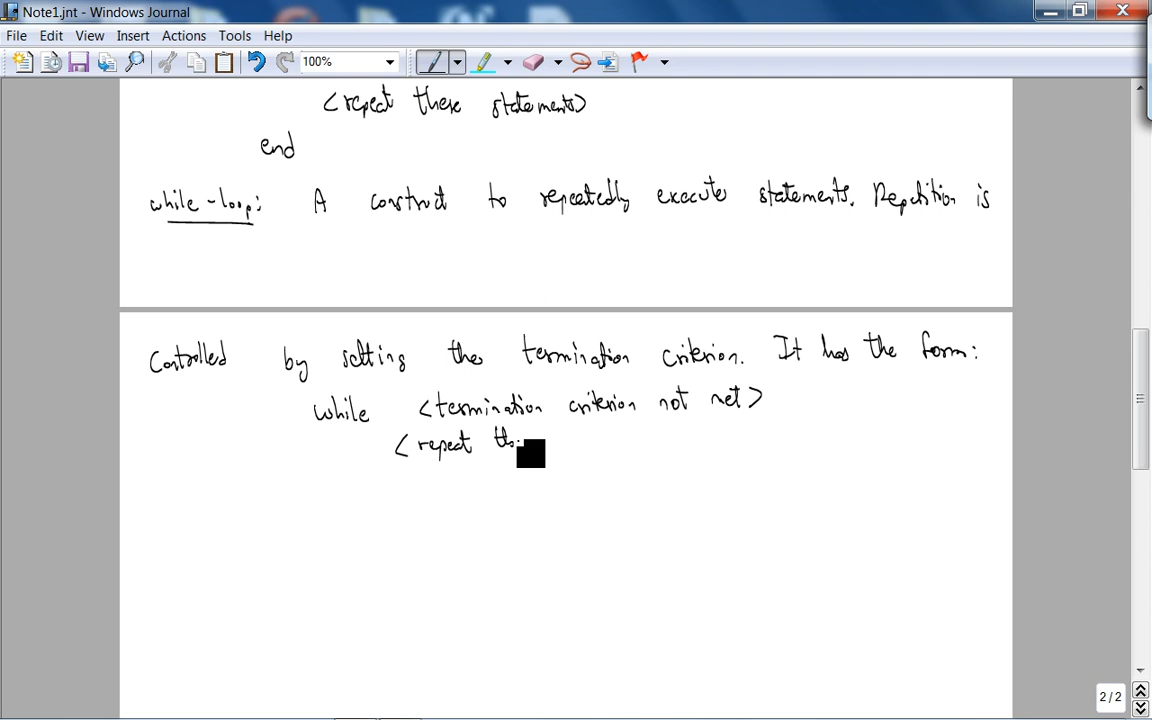 Note1.jnt - Windows Journal
File Edit View Insert Actions Tools Help
100%
<repeat these statements>
end
while-loop: A construct to repeatedly execute statements. Repetition is
Controlled by setting the termination criterion. It has the form:
while <termination criterion not met>
<repeat
2/2